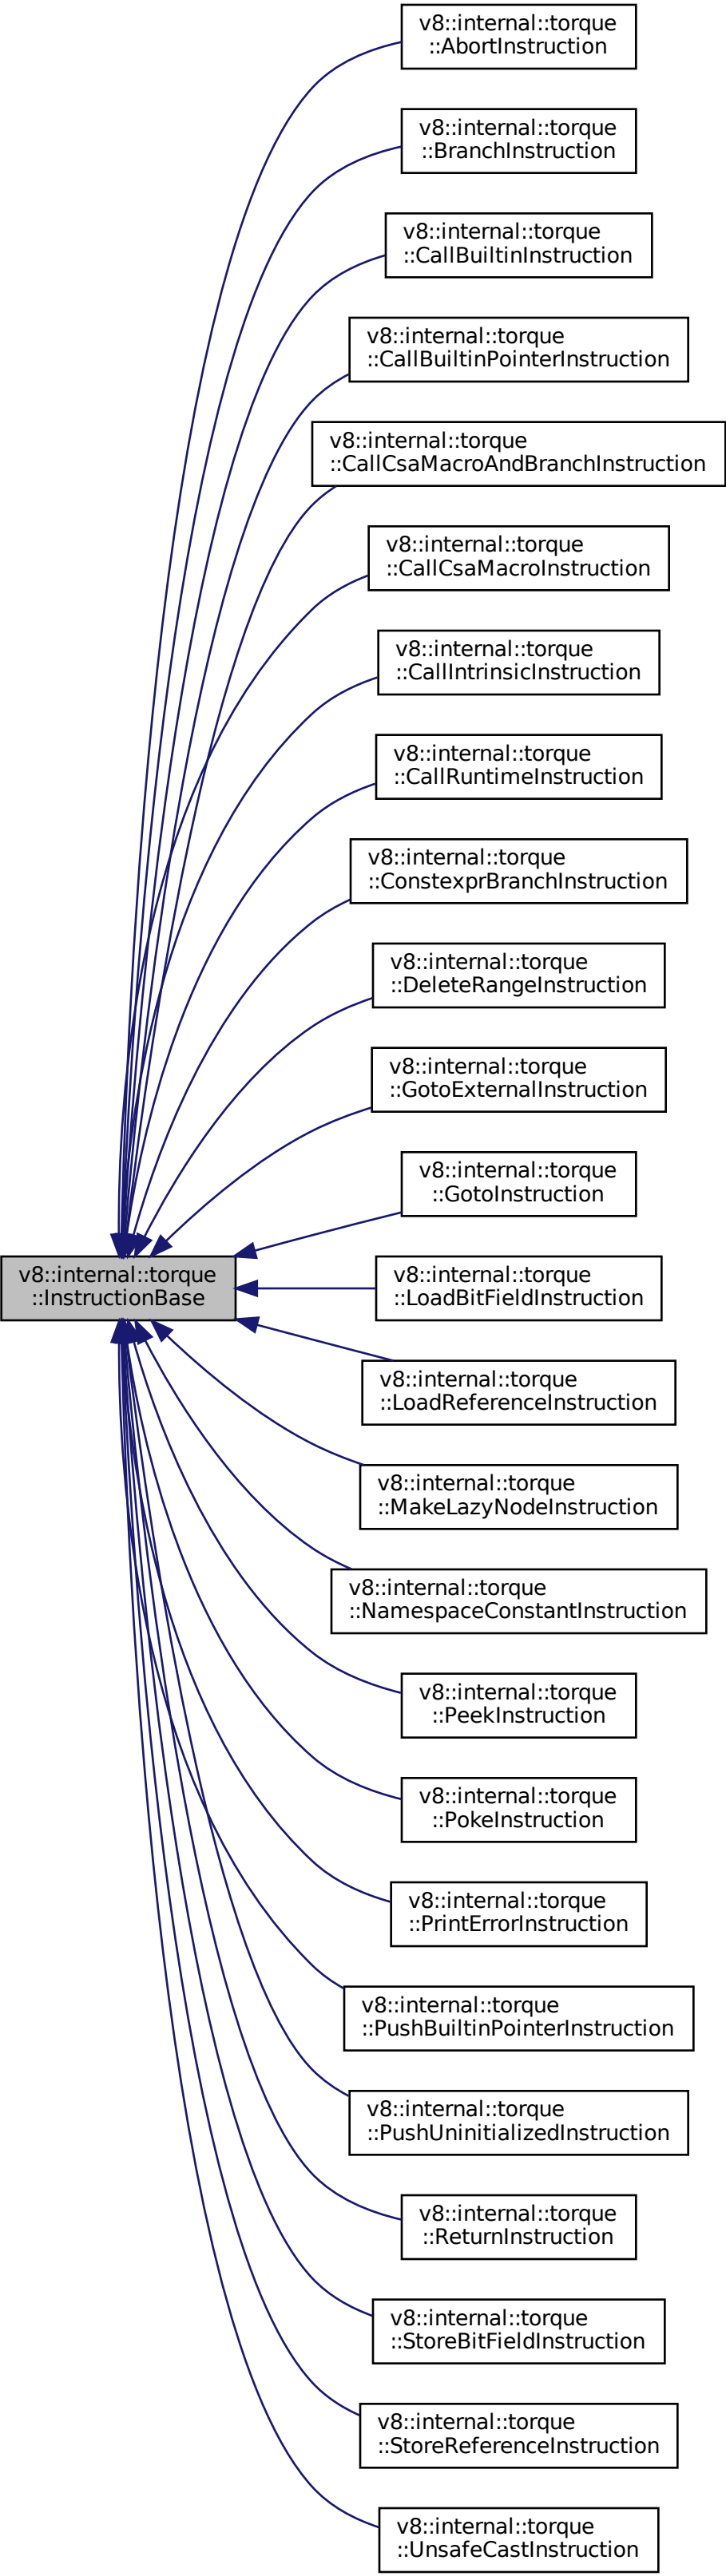 v8::internal::torque
::AbortInstruction
v8::internal::torque
::BranchInstruction
v8::internal::torque
::CallBuiltinInstruction
v8::internal::torque
::CallBuiltinPointerInstruction
v8::internal::torque
::CallCsaMacroAndBranchInstruction
v8::internal::torque
::CallCsaMacroInstruction
v8::internal::torque
::CallIntrinsicInstruction
v8::internal::torque
::CallRuntimeInstruction
v8::internal::torque
::ConstexprBranchInstruction
v8::internal::torque
::DeleteRangeInstruction
v8::internal::torque
::GotoExternalInstruction
v8::internal::torque
::GotoInstruction
v8::internal::torque
::InstructionBase
v8::internal::torque
::LoadBitFieldInstruction
v8::internal::torque
::LoadReferenceInstruction
v8::internal::torque
::MakeLazyNodeInstruction
v8::internal::torque
::NamespaceConstantInstruction
v8::internal::torque
::PeekInstruction
v8::internal::torque
::PokeInstruction
v8::internal::torque
::PrintErrorInstruction
v8::internal::torque
::PushBuiltinPointerInstruction
v8::internal::torque
::PushUninitializedInstruction
v8::internal::torque
::ReturnInstruction
v8::internal::torque
::StoreBitFieldInstruction
v8::internal::torque
::StoreReferenceInstruction
v8::internal::torque
::UnsafeCastInstruction